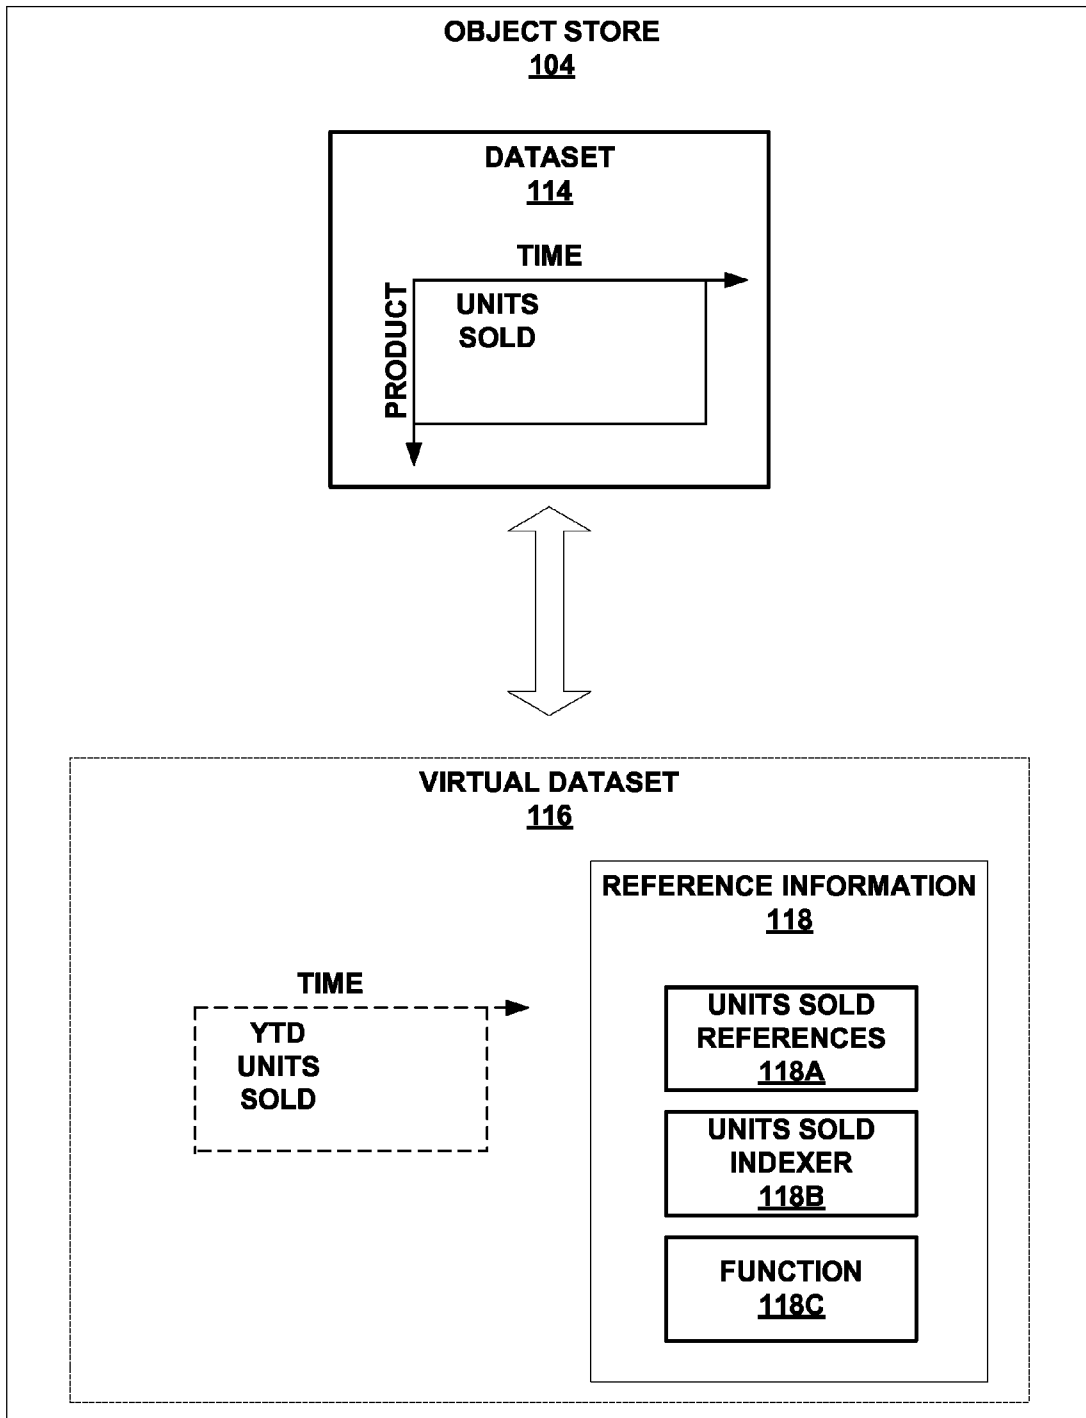 OBJECT STORE
104
DATASET
114
TIME
PRODUCT
UNITS
SOLD
VIRTUAL DATASET
116
REFERENCE INFORMATION
118
TIME
YTD
UNITS
SOLD
UNITS SOLD
REFERENCES
118A
UNITS SOLD
INDEXER
118B
FUNCTION
118C